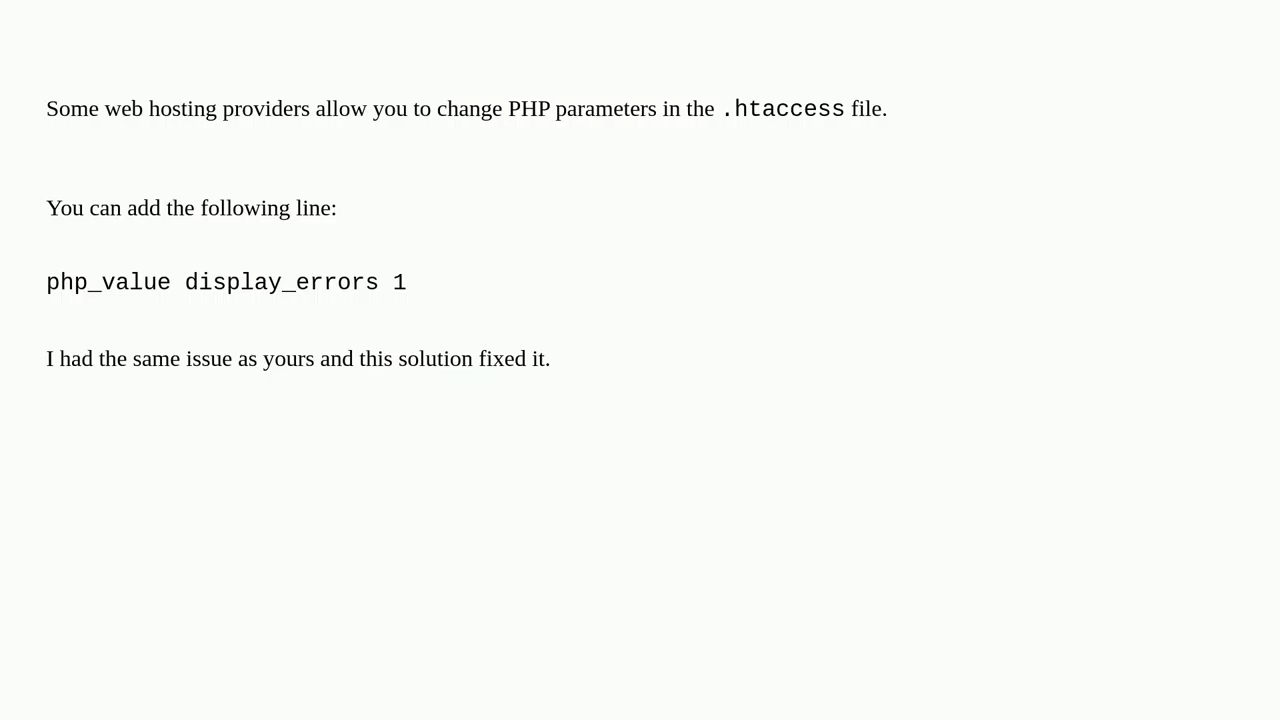 Some web hosting providers allow you to change PHP parameters in the .htaccess file.
You can add the following line:
php_value display_errors 1
I had the same issue as yours and this solution fixed it.